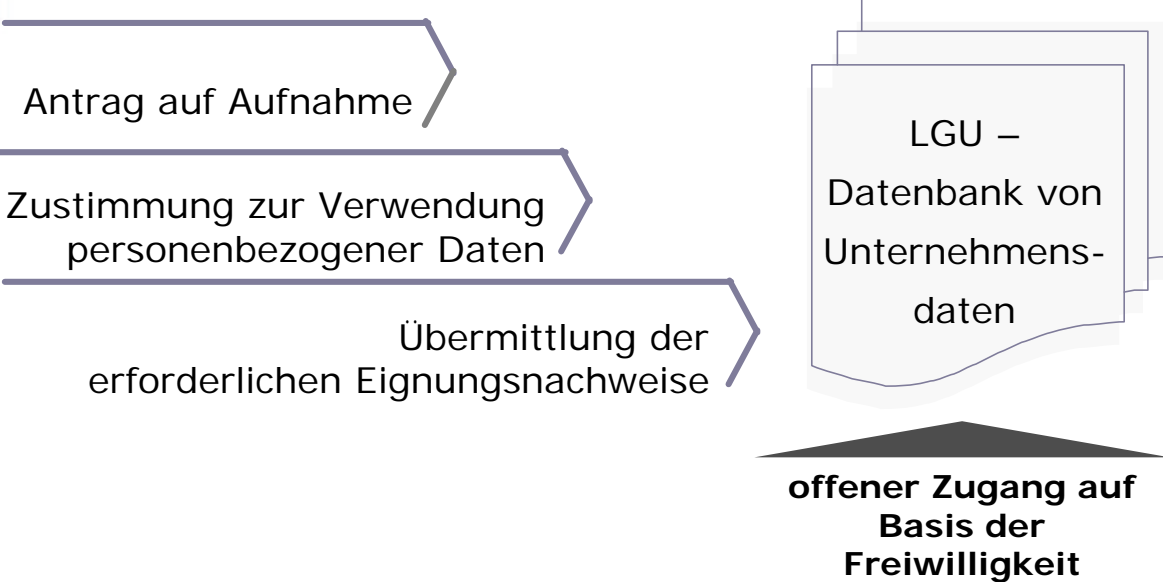 Antrag auf Aufnahme
Zustimmung zur Verwendung
personenbezogener Daten
Übermittlung der
erforderlichen Eignungsnachweise
LGU –
Datenbank von
Unternehmens-
daten
offener Zugang auf
Basis der
Freiwilligkeit